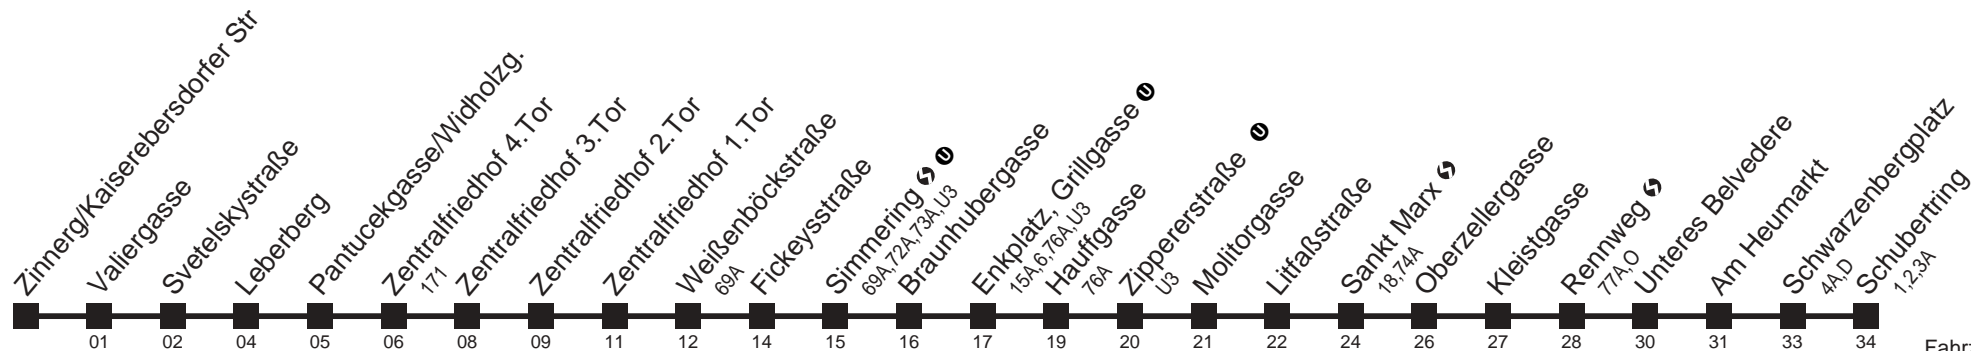 Zinnerg/Kaiserebersdorfer Str
Valiergasse
Svetelskystraße
Leberberg
Pantucekgasse/Widholzg.
Zentralfriedhof 4.Tor
171
Zentralfriedhof 3.Tor
Zentralfriedhof 2.Tor
Zentralfriedhof 1.Tor
Weißenböckstraße
69A
Fickeysstraße
Simmering
69A,72A,73A,U3
Braunhubergasse
Enkplatz, Grillgasse U
15A,6,76A,U3
Hauffgasse
76A
Zippererstraße U
U3
Molitorgasse
Litfaßstraße
Sankt Marx
18,74A
Oberzellergasse
Kleistgasse
Rennweg
77A,O
Unteres Belvedere
Am Heumarkt
Schwarzenbergplatz
4A,D
Schubertring
1,2,3A
01 02 04 05 06 08 09 11 12 14 15 16 17 19 20 21 22 24 26 27 28 30 31 33 34